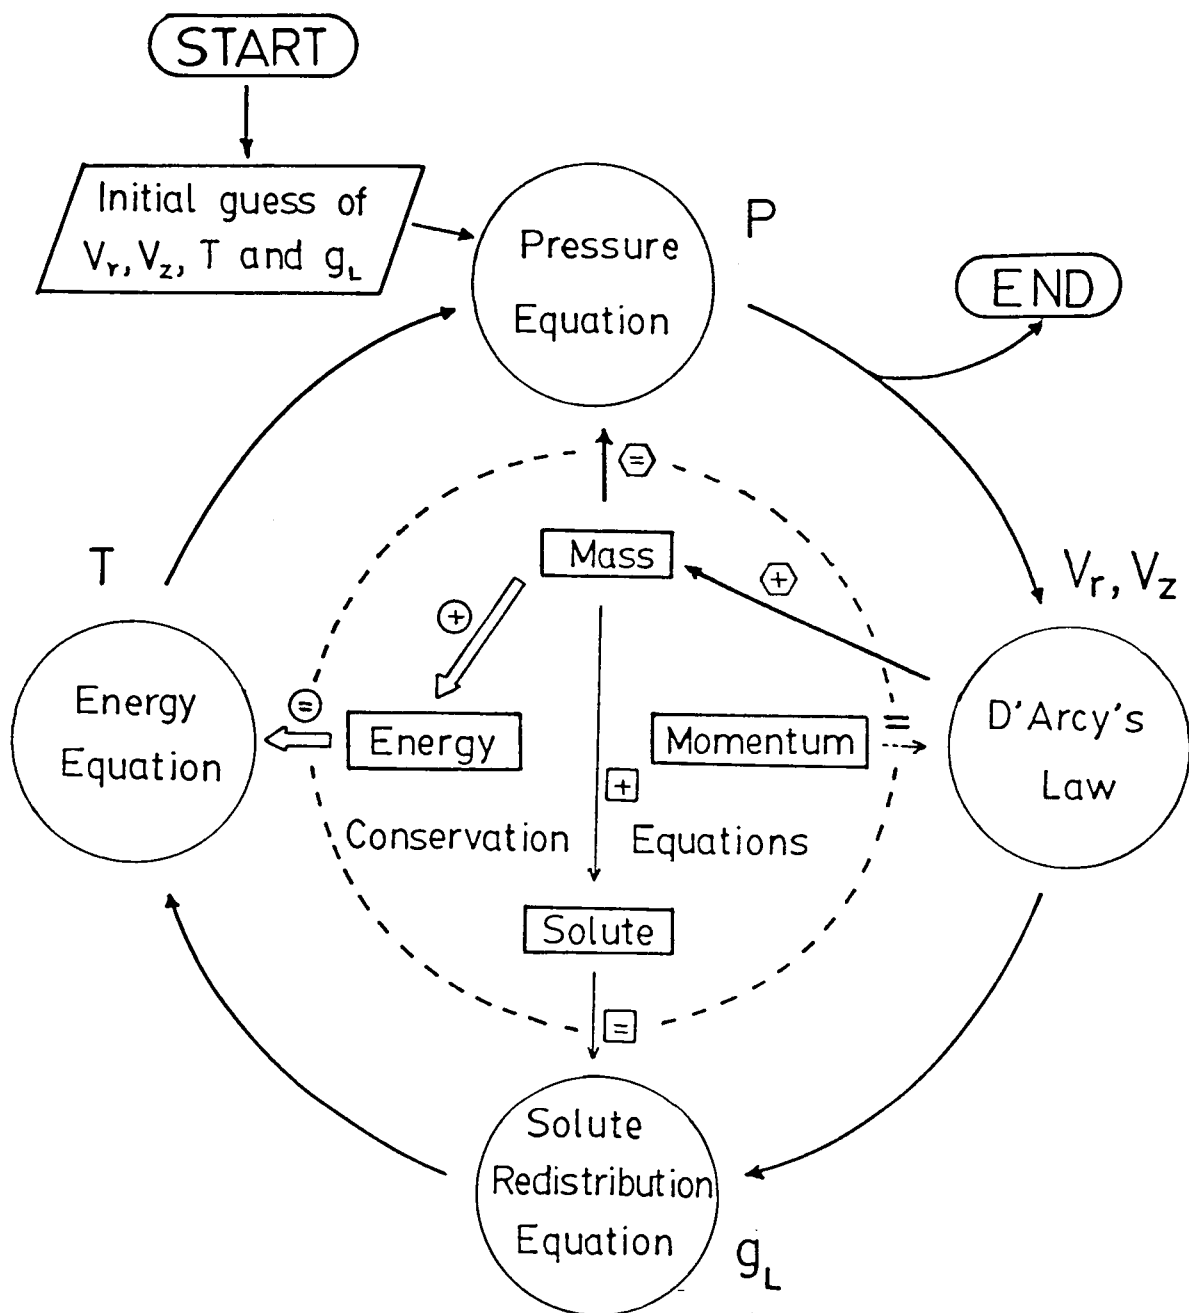 START
Initial guess of
Vr, Vz, T and gL
Pressure
Equation
P
END
=
Mass
+
+
T
Vr, Vz
Energy
Equation
=
Energy
Momentum
=
D'Arcy's
Law
+
Conservation Equations
Solute
=
Solute
Redistribution
Equation
gL